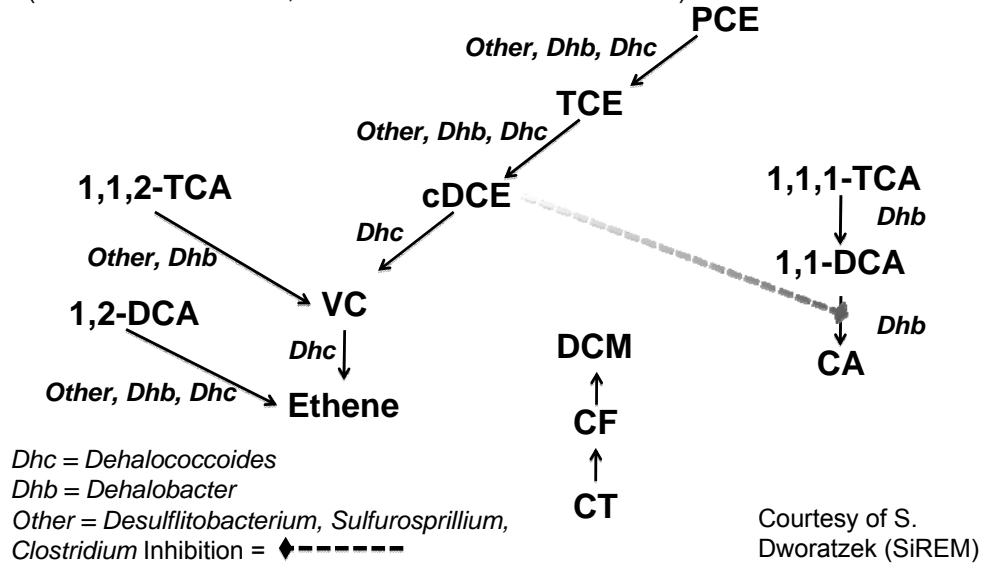 PCE
Other, Dhb, Dhc
TCE
Other, Dhb, Dhc
1,1,2-TCA
cDCE
1,1,1-TCA
Dhb
Dhc
Other, Dhb
1,1-DCA
1,2-DCA
VC
Dhb
Dhc
DCM
CA
Other, Dhb, Dhc
Ethene
CF
Dhc = Dehalococcoides
Dhb = Dehalobacter
CT
Other = Desulflitobacterium, Sulfurosprillium,
Clostridium Inhibition =
Courtesy of S.
Dworatzek (SiREM)